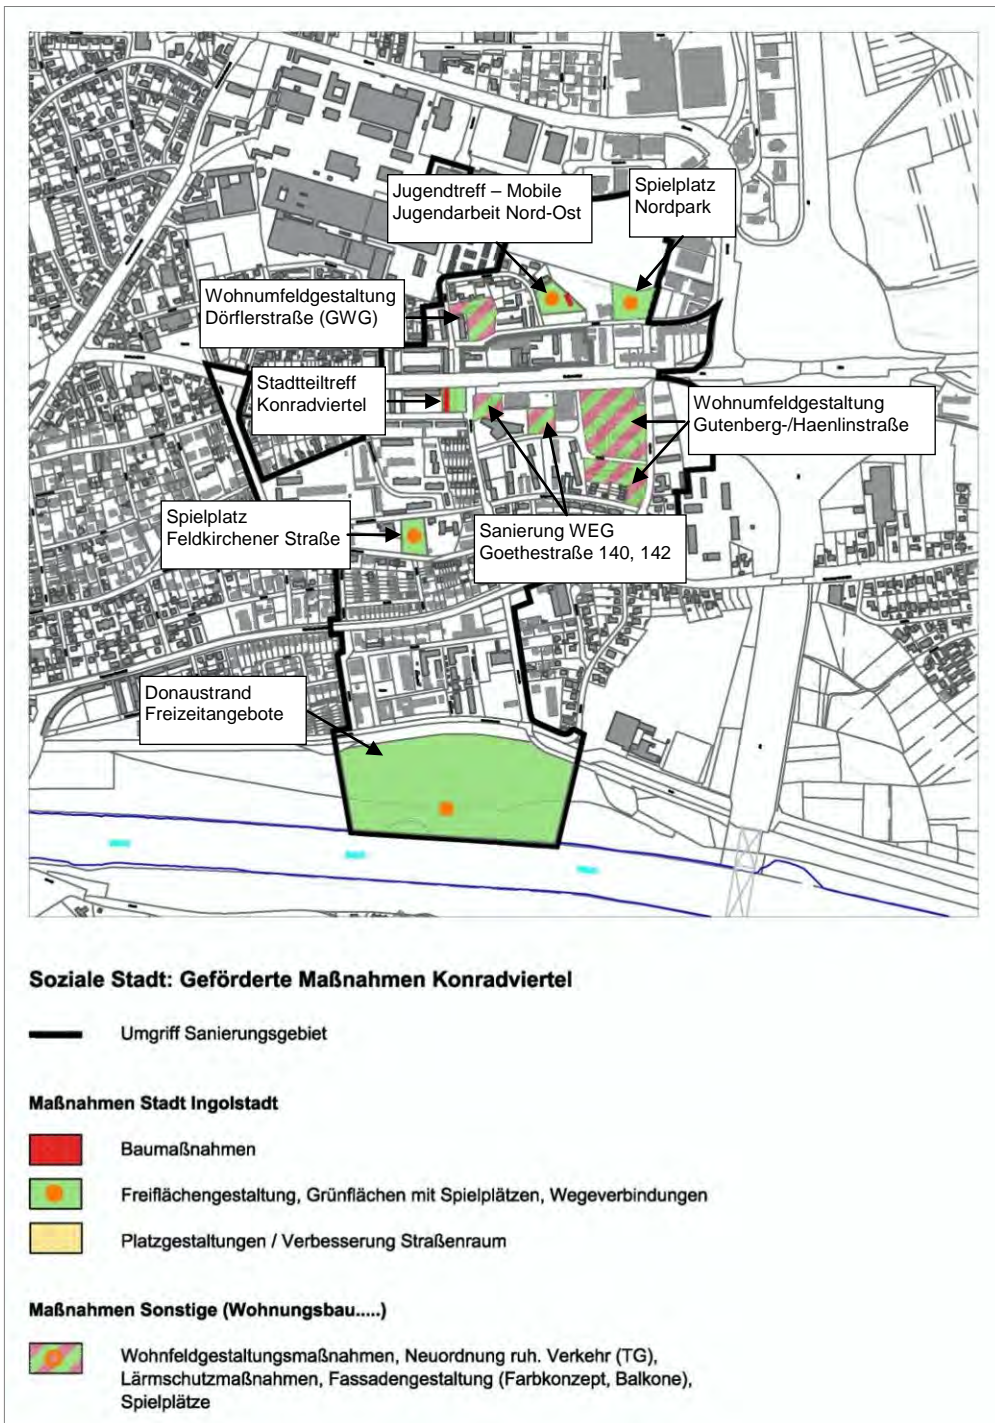 Jugendtreff – Mobile
Jugendarbeit Nord-Ost
Spielplatz
Nordpark
Wohnumfeldgestaltung
Dörflerstraße (GWG)
Stadtteiltreff
Konradviertel
Wohnumfeldgestaltung
Gutenberg-/Haenlinstraße
Spielplatz
Feldkirchener Straße
Sanierung WEG
Goethestraße 140, 142
Donaustrand
Freizeitangebote
Soziale Stadt: Geförderte Maßnahmen Konradviertel
Umgriff Sanierungsgebiet
Maßnahmen Stadt Ingolstadt
Baumaßnahmen
Freiflächengestaltung, Grünflächen mit Spielplätzen, Wegeverbindungen
Platzgestaltungen / Verbesserung Straßenraum
Maßnahmen Sonstige (Wohnungsbau.....)
Wohnfeldgestaltungsmaßnahmen, Neuordnung ruh. Verkehr (TG),
Lärmschutzmaßnahmen, Fassadengestaltung (Farbkonzept, Balkone),
Spielplätze